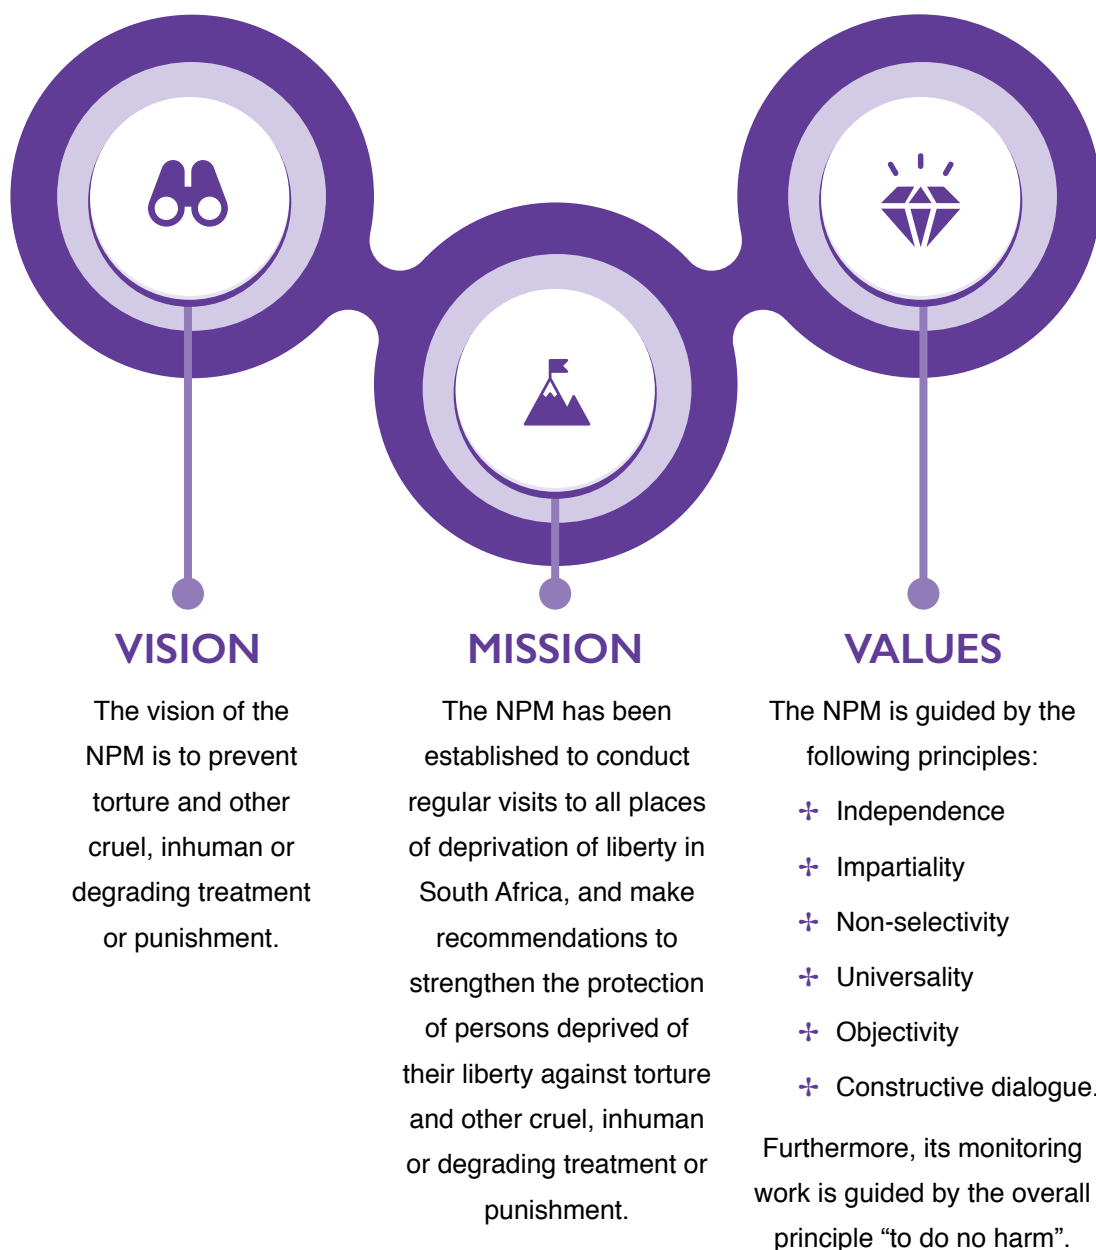 VISION
The vision of the
NPM is to prevent
torture and other
cruel, inhuman or
degrading treatment
or punishment.
MISSION
The NPM has been
established to conduct
regular visits to all places
of deprivation of liberty in
South Africa, and make
recommendations to
strengthen the protection
of persons deprived of
their liberty against torture
and other cruel, inhuman
or degrading treatment or
punishment.
VALUES
The NPM is guided by the
following principles:
Independence
Impartiality
Non-selectivity
Universality
Objectivity
Constructive dialogue.
Furthermore, its monitoring
work is guided by the overall
principle “to do no harm”.